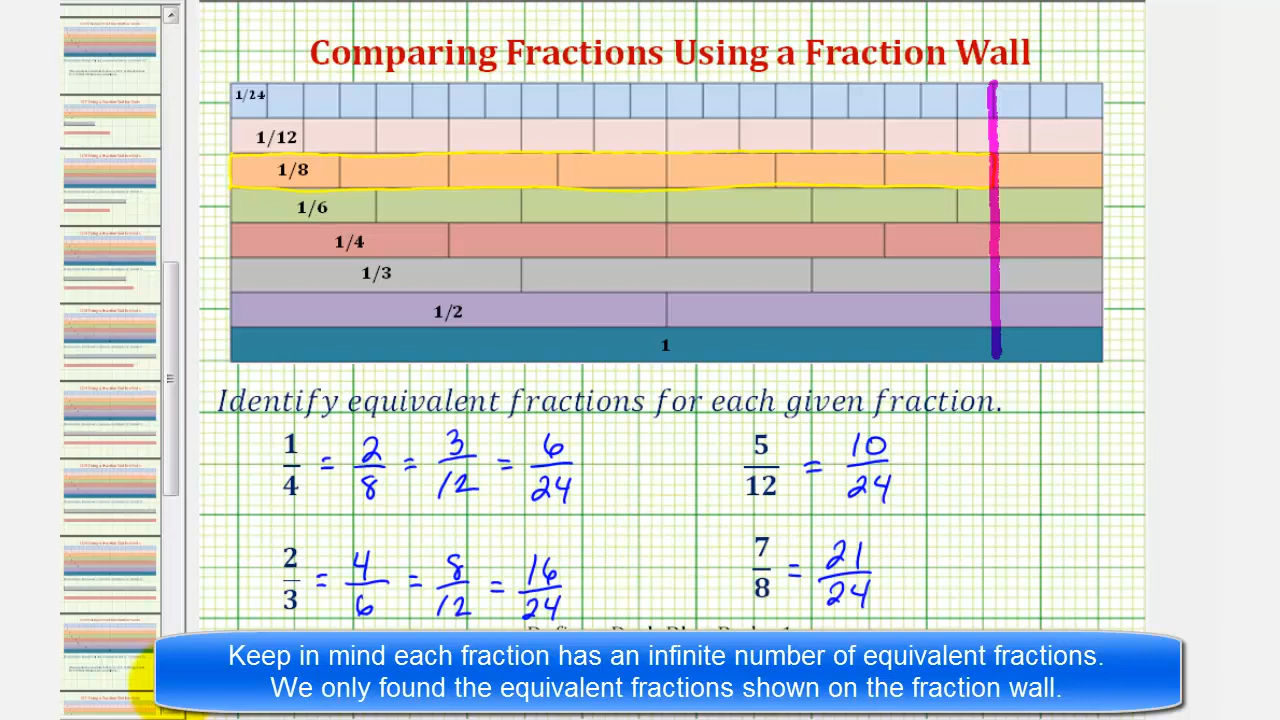 Comparing Fractions Using a Fraction Wall
1/24
1/12
1/8
1/6
1/4
1/3
1/2
1
Identify equivalent fractions for each given fraction.
1/4 = 2/8 = 3/12 = 6/24
5/12 = 10/24
2/3 = 4/6 = 8/12 = 16/24
7/8 = 21/24
Keep in mind each fraction has an infinite number of equivalent fractions.
We only found the equivalent fractions shown on the fraction wall.